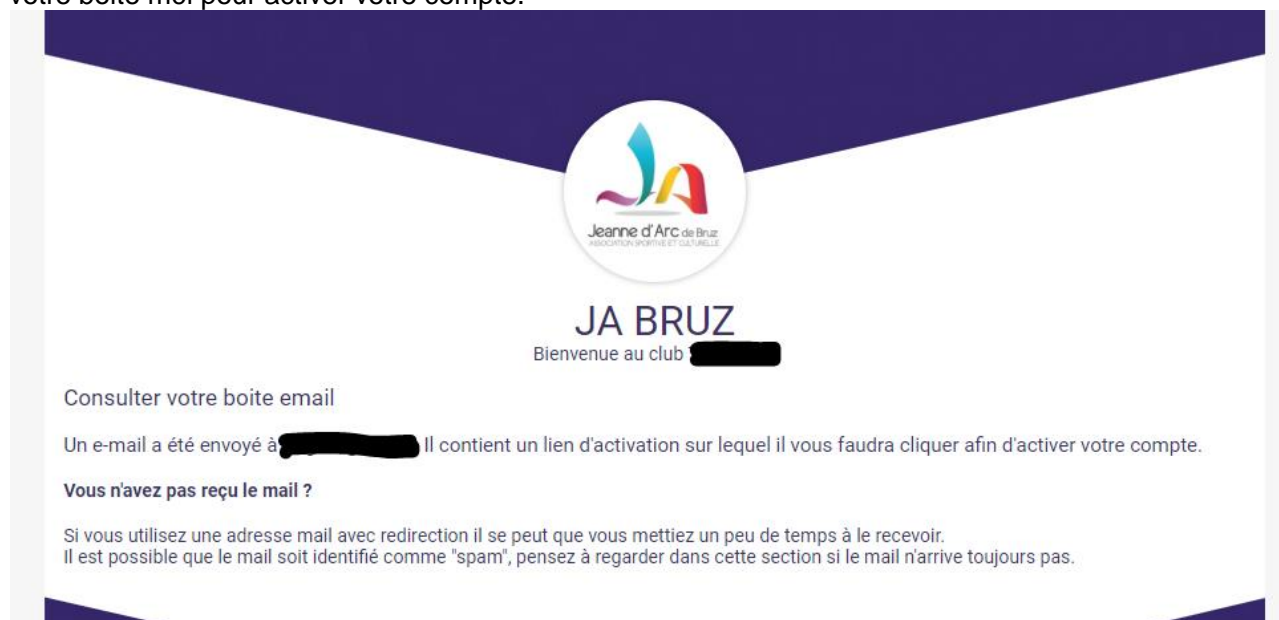 votre boîte mel pour activer votre compte.
JA
Jeanne d'Arc de Bruz
ASSOCIATION SPORTIVE ET CULTURELLE
JA BRUZ
Bienvenue au club
Consulter votre boite email
Un e-mail a été envoyé à Il contient un lien d'activation sur lequel il vous faudra cliquer afin d'activer votre compte.
Vous n'avez pas reçu le mail ?
Si vous utilisez une adresse mail avec redirection il se peut que vous mettiez un peu de temps à le recevoir.
Il est possible que le mail soit identifié comme "spam", pensez à regarder dans cette section si le mail n'arrive toujours pas.